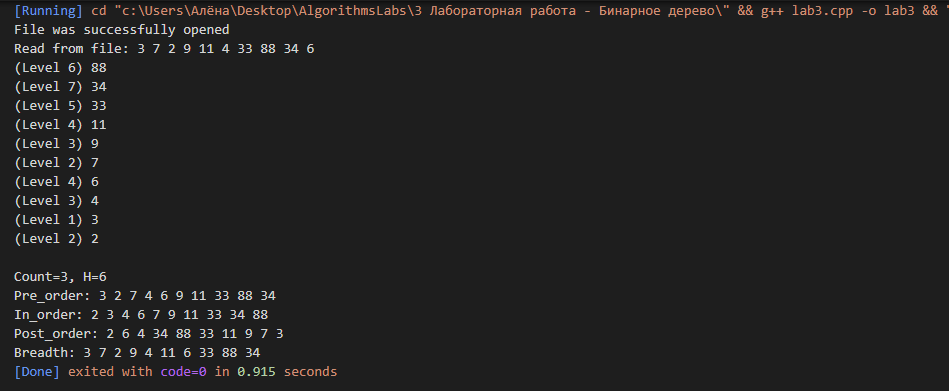 [Running] cd "c:\Users\Алёна\Desktop\AlgorithmsLabs\3 Лабораторная работа - Бинарное дерево\" && g++ lab3.cpp -o lab3 && "
File was successfully opened
Read from file: 3 7 2 9 11 4 33 88 34 6
(Level 6) 88
(Level 7) 34
(Level 5) 33
(Level 4) 11
(Level 3) 9
(Level 2) 7
(Level 4) 6
(Level 3) 4
(Level 1) 3
(Level 2) 2
Count=3, H=6
Pre_order: 3 2 7 4 6 9 11 33 88 34
In_order: 2 3 4 6 7 9 11 33 34 88
Post_order: 2 6 4 34 88 33 11 9 7 3
Breadth: 3 7 2 9 4 11 6 33 88 34
[Done] exited with code=0 in 0.915 seconds